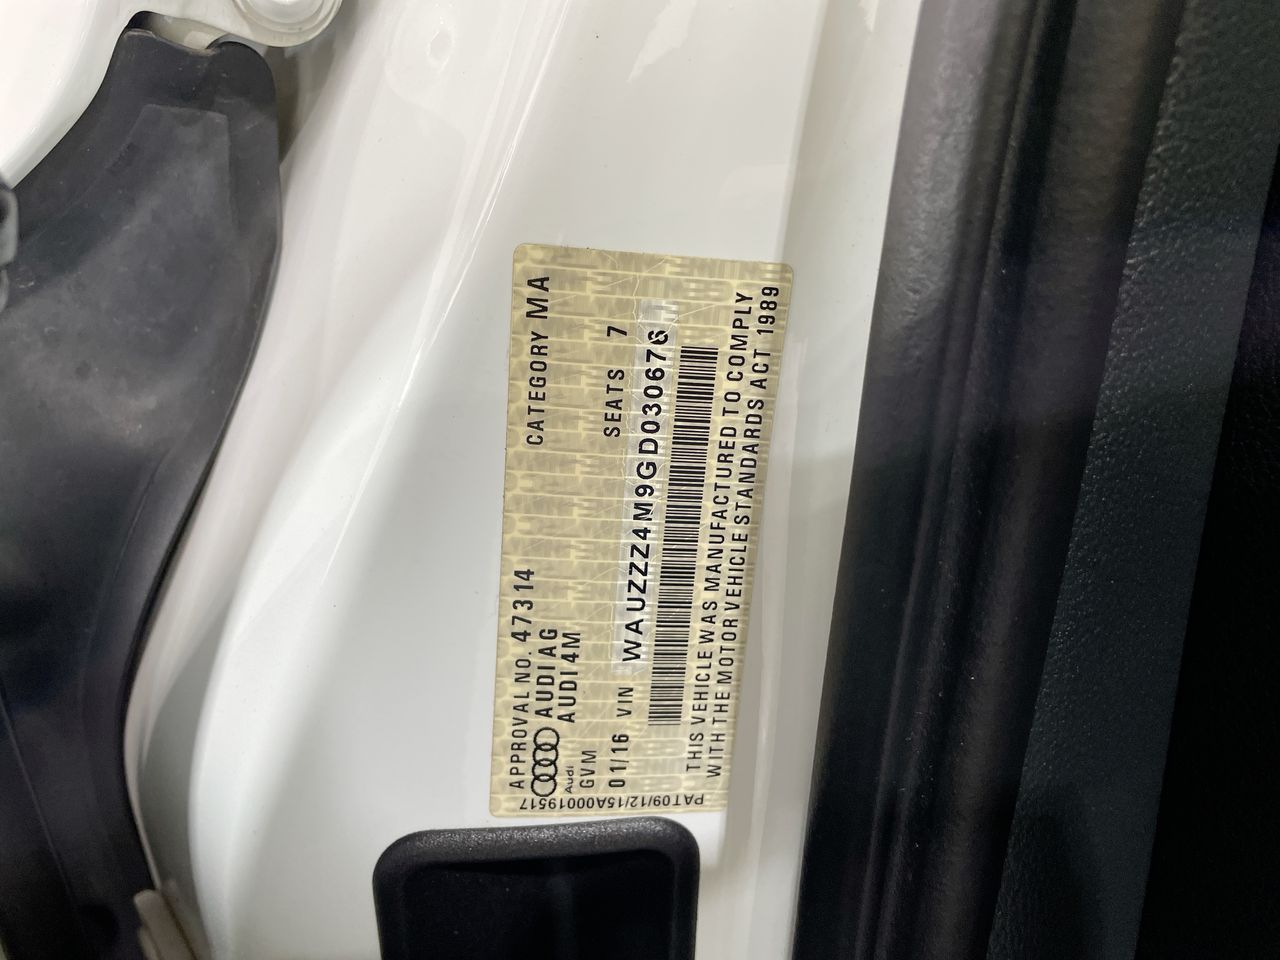 APPROVAL NO. 47314 CATEGORY MA
AUDI AG
AUDI 4M
Audi
GVM SEATS 7
01/16 VIN WAUZZZ4M9GD030676
THIS VEHICLE WAS MANUFACTURED TO COMPLY
WITH THE MOTOR VEHICLE STANDARDS ACT 1989
PAT09/12/15A000019517